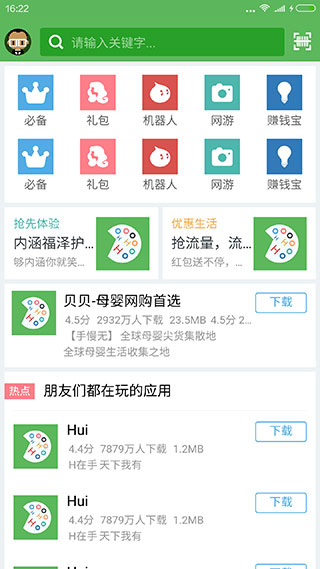 16:22
请输入关键字...
必备 礼包 机器人 网游 赚钱宝
必备 礼包 机器人 网游 赚钱宝
抢先体验
内涵福泽护...
够内涵你就笑...
优惠生活
抢流量，流...
红包送不停，...
贝贝-母婴网购首选
下载
4.5分 2932万人下载 23.5MB 4.5分 2...
【手慢无】 全球母婴尖货集散地
全球母婴生活收集之地
热点 朋友们都在玩的应用
Hui
下载
4.4分 7879万人下载 1.2MB
H在手 天下我有
Hui
下载
4.4分 7879万人下载 1.2MB
H在手 天下我有
Hui